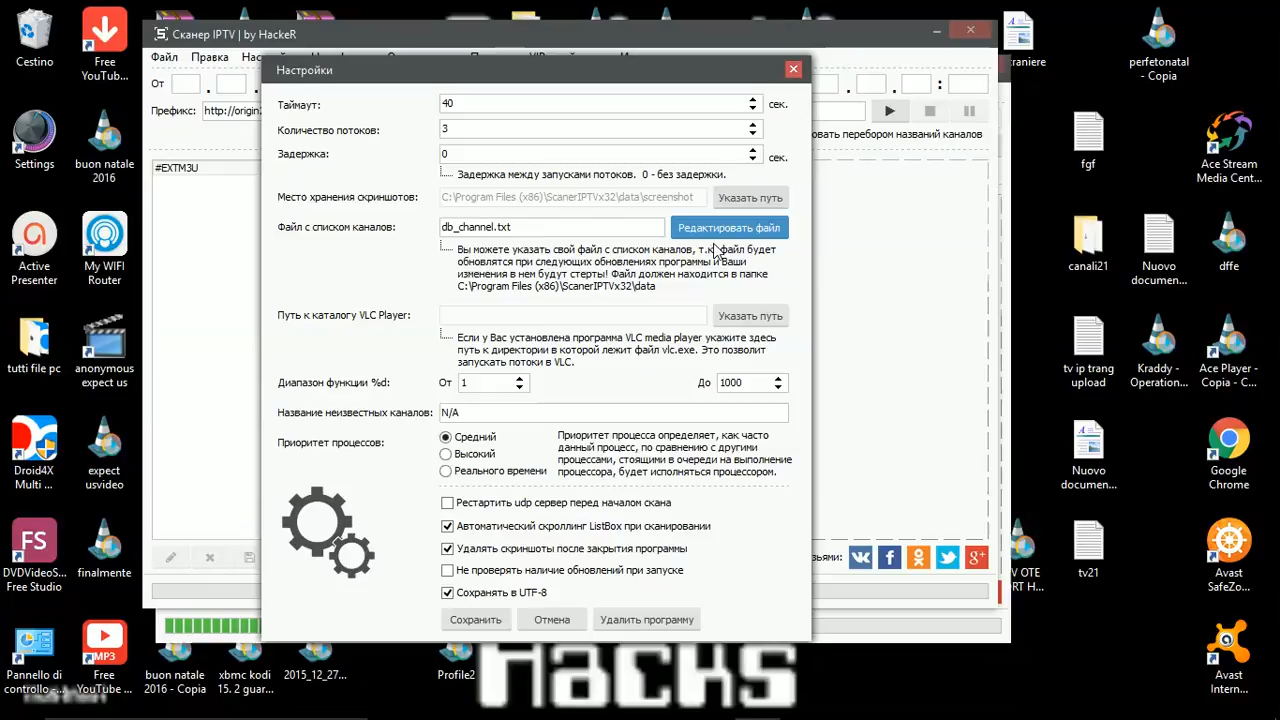 Сканер IPTV | by HackeR
Файл Правка
От . . . . . :
Префикс:
#EXTM3U
Настройки
Таймаут: 40 сек.
Количество потоков: 3
Задержка: 0 сек.
Задержка между запусками потоков. 0 - без задержки.
Место хранения скриншотов: C:\Program Files (x86)\ScanerIPTVx32\data\screenshot Указать путь
Файл с списком каналов: db_channel.txt Редактировать файл
Вы можете указать свой файл с списком каналов, т.к. файл будет
обновлятся при следующих обновлениях программы и Ваши
изменения в нем будут стерты! Файл должен находится в папке
C:\Program Files (x86)\ScanerIPTVx32\data
Путь к каталогу VLC Player: Указать путь
Если у Вас установлена программа VLC media player укажите здесь
путь к директории в которой лежит файл vlc.exe. Это позволит
запускать потоки в VLC.
Диапазон функции %d: От 1 До 1000
Название неизвестных каналов: N/A
Приоритет процессов:
Средний
Высокий
Реального времени
Приоритет процесса определяет, как часто
данный процесс, по сравнению с другими
процессами, стоящими в очереди на выполнение
процессора, будет исполняться процессором.
Рестартить udp сервер перед началом скана
Автоматический скроллинг ListBox при сканировании
Удалять скриншоты после закрытия программы
Не проверять наличие обновлений при запуске
Сохранять в UTF-8
Сохранить Отмена Удалить программу
перебором названий каналов
Cestino
Free
YouTub...
Settings
buon natale
2016
Active
Presenter
My WIFI
Router
tutti file pc
anonymous
expect us
Droid4X
Multi ...
expect
usvideo
DVDVideoS...
Free Studio
finalmente
Pannello di
controllo -...
Free
YouTube ...
buon natale
2016 - Copia
xbmc kodi
15. 2 guar...
2015_12_27...
Profile2
Hacks
raniere
perfetonatal
- Copia
fgf
Ace Stream
Media Cent...
canali21
Nuovo
documen...
dffe
tv ip trang
upload
Kraddy -
Operation...
Ace Player -
Copia - C...
Nuovo
documen...
Google
Chrome
tv21
Avast
SafeZo...
Avast
Intern...